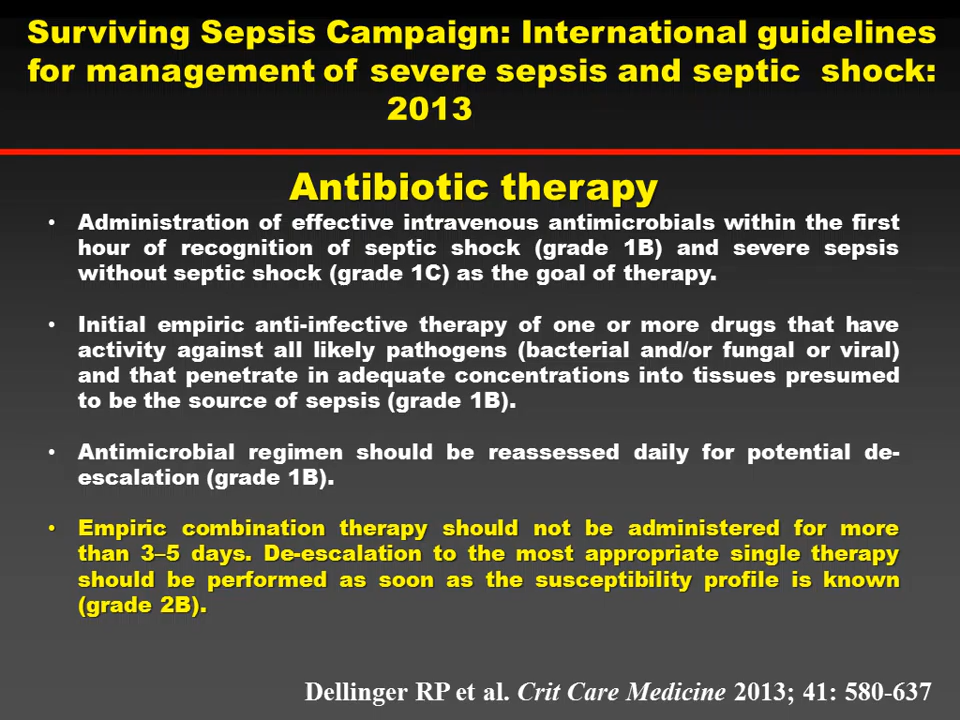 Surviving Sepsis Campaign: International guidelines
for management of severe sepsis and septic shock:
2013
Antibiotic therapy
• Administration of effective intravenous antimicrobials within the first
hour of recognition of septic shock (grade 1B) and severe sepsis
without septic shock (grade 1C) as the goal of therapy.
• Initial empiric anti-infective therapy of one or more drugs that have
activity against all likely pathogens (bacterial and/or fungal or viral)
and that penetrate in adequate concentrations into tissues presumed
to be the source of sepsis (grade 1B).
• Antimicrobial regimen should be reassessed daily for potential de-
escalation (grade 1B).
• Empiric combination therapy should not be administered for more
than 3–5 days. De-escalation to the most appropriate single therapy
should be performed as soon as the susceptibility profile is known
(grade 2B).
Dellinger RP et al. Crit Care Medicine 2013; 41: 580-637